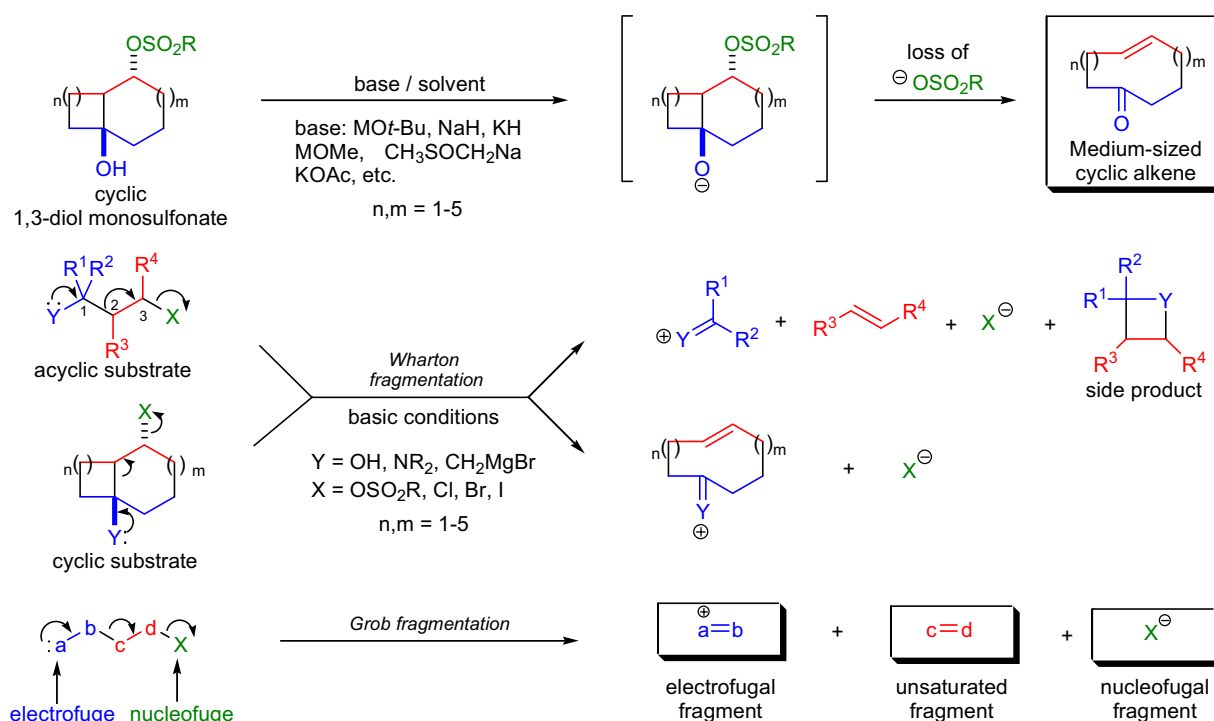 OSO2R
n( )
( )m
OH
cyclic
1,3-diol monosulfonate
base / solvent
base: MOt-Bu, NaH, KH
MOMe, CH3SOCH2Na
KOAc, etc.
n,m = 1-5
OSO2R
n( )
( )m
O
⊖
loss of
⊖ OSO2R
n( )
( )m
O
Medium-sized
cyclic alkene
R1 R2 R4
Y: 1 2 3 X
R3
acyclic substrate
Wharton
fragmentation
basic conditions
Y = OH, NR2, CH2MgBr
X = OSO2R, Cl, Br, I
n,m = 1-5
R1
⊕ Y R2
+
R3 R4
+
X⊖
+
R2
R1 Y
R3 R4
side product
X
n( ) ( )m
Y:
cyclic substrate
n( ) ( )m
Y
⊕
+
X⊖
:a b c d X
electrofuge nucleofuge
Grob fragmentation
⊕
a=b
+
c=d
+
X⊖
electrofugal
fragment
unsaturated
fragment
nucleofugal
fragment